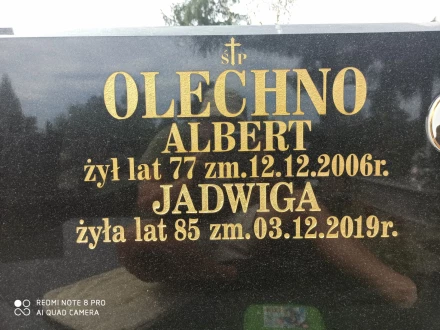 Ś†P
OLECHNO
ALBERT
żył lat 77 zm.12.12.2006r.
JADWIGA
żyła lat 85 zm.03.12.2019r.
REDMI NOTE 8 PRO
AI QUAD CAMERA